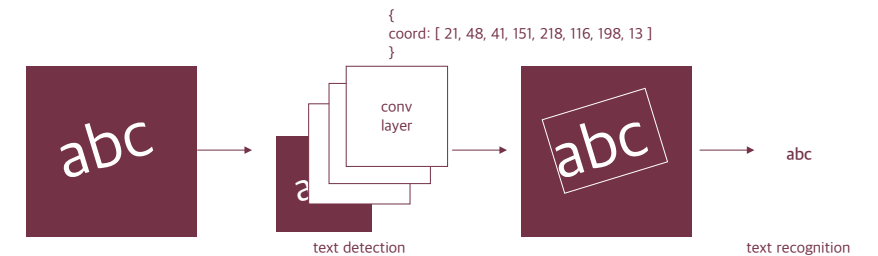 {
coord: [ 21, 48, 41, 151, 218, 116, 198, 13 ]
}
abc
a
conv
layer
abc
abc
text detection
text recognition